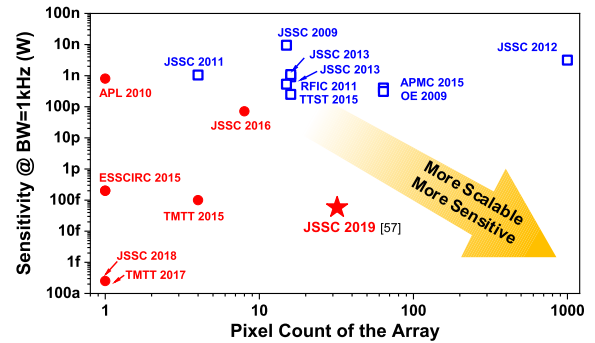 Sensitivity @ BW=1kHz (W)
100n
10n
1n
100p
10p
1p
100f
10f
1f
100a
JSSC 2009
JSSC 2011
JSSC 2013
JSSC 2013
JSSC 2012
APL 2010
RFIC 2011
TTST 2015
APMC 2015
OE 2009
JSSC 2016
ESSCIRC 2015
TMTT 2015
JSSC 2019 [57]
More Scalable
More Sensitive
JSSC 2018
TMTT 2017
1
10
100
1000
Pixel Count of the Array